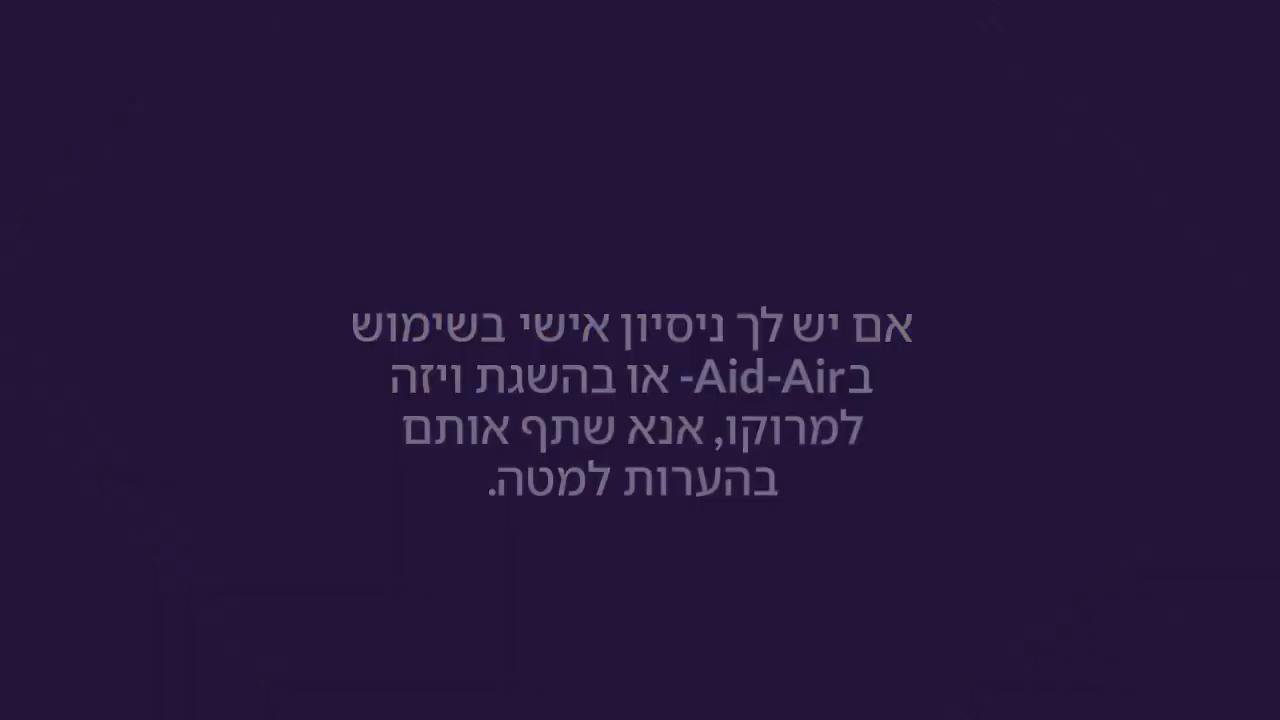 אם יש לך ניסיון אישי בשימוש
בAid-Air- או בהשגת ויזה
למרוקו, אנא שתף אותם
בהערות למטה.